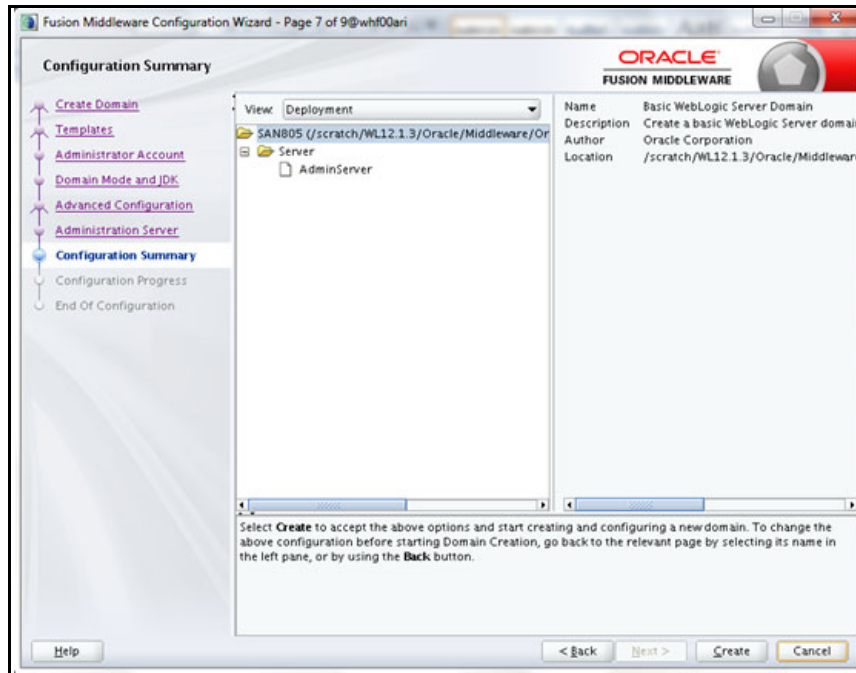 Fusion Middleware Configuration Wizard - Page 7 of 9@whf00ari
Configuration Summary
ORACLE
FUSION MIDDLEWARE
Create Domain
Templates
Administrator Account
Domain Mode and JDK
Advanced Configuration
Administration Server
Configuration Summary
Configuration Progress
End Of Configuration
View: Deployment
SAN805 (/scratch/WL12.1.3/Oracle/Middleware/Or
Server
AdminServer
Name Basic WebLogic Server Domain
Description Create a basic WebLogic Server domai
Author Oracle Corporation
Location /scratch/WL12.1.3/Oracle/Middlewar
Select Create to accept the above options and start creating and configuring a new domain. To change the
above configuration before starting Domain Creation, go back to the relevant page by selecting its name in
the left pane, or by using the Back button.
Help
< Back
Next >
Create
Cancel